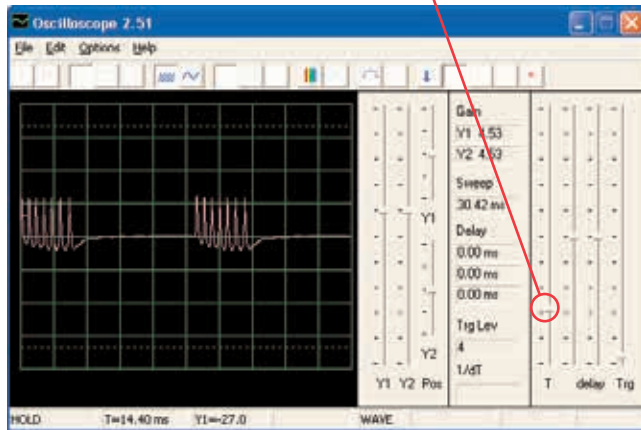 Oscilloscope 2.51
File Edit Options Help
Gain
Y1 4.53
Y2 4.53
Sweep
30.42 ms
Delay
0.00 ms
0.00 ms
0.00 ms
Trg Lev
4
1/dT
Y1
Y2
Y1 Y2 Pos
T delay Trg
HOLD T=14.40 ms Y1=-27.0 WAVE